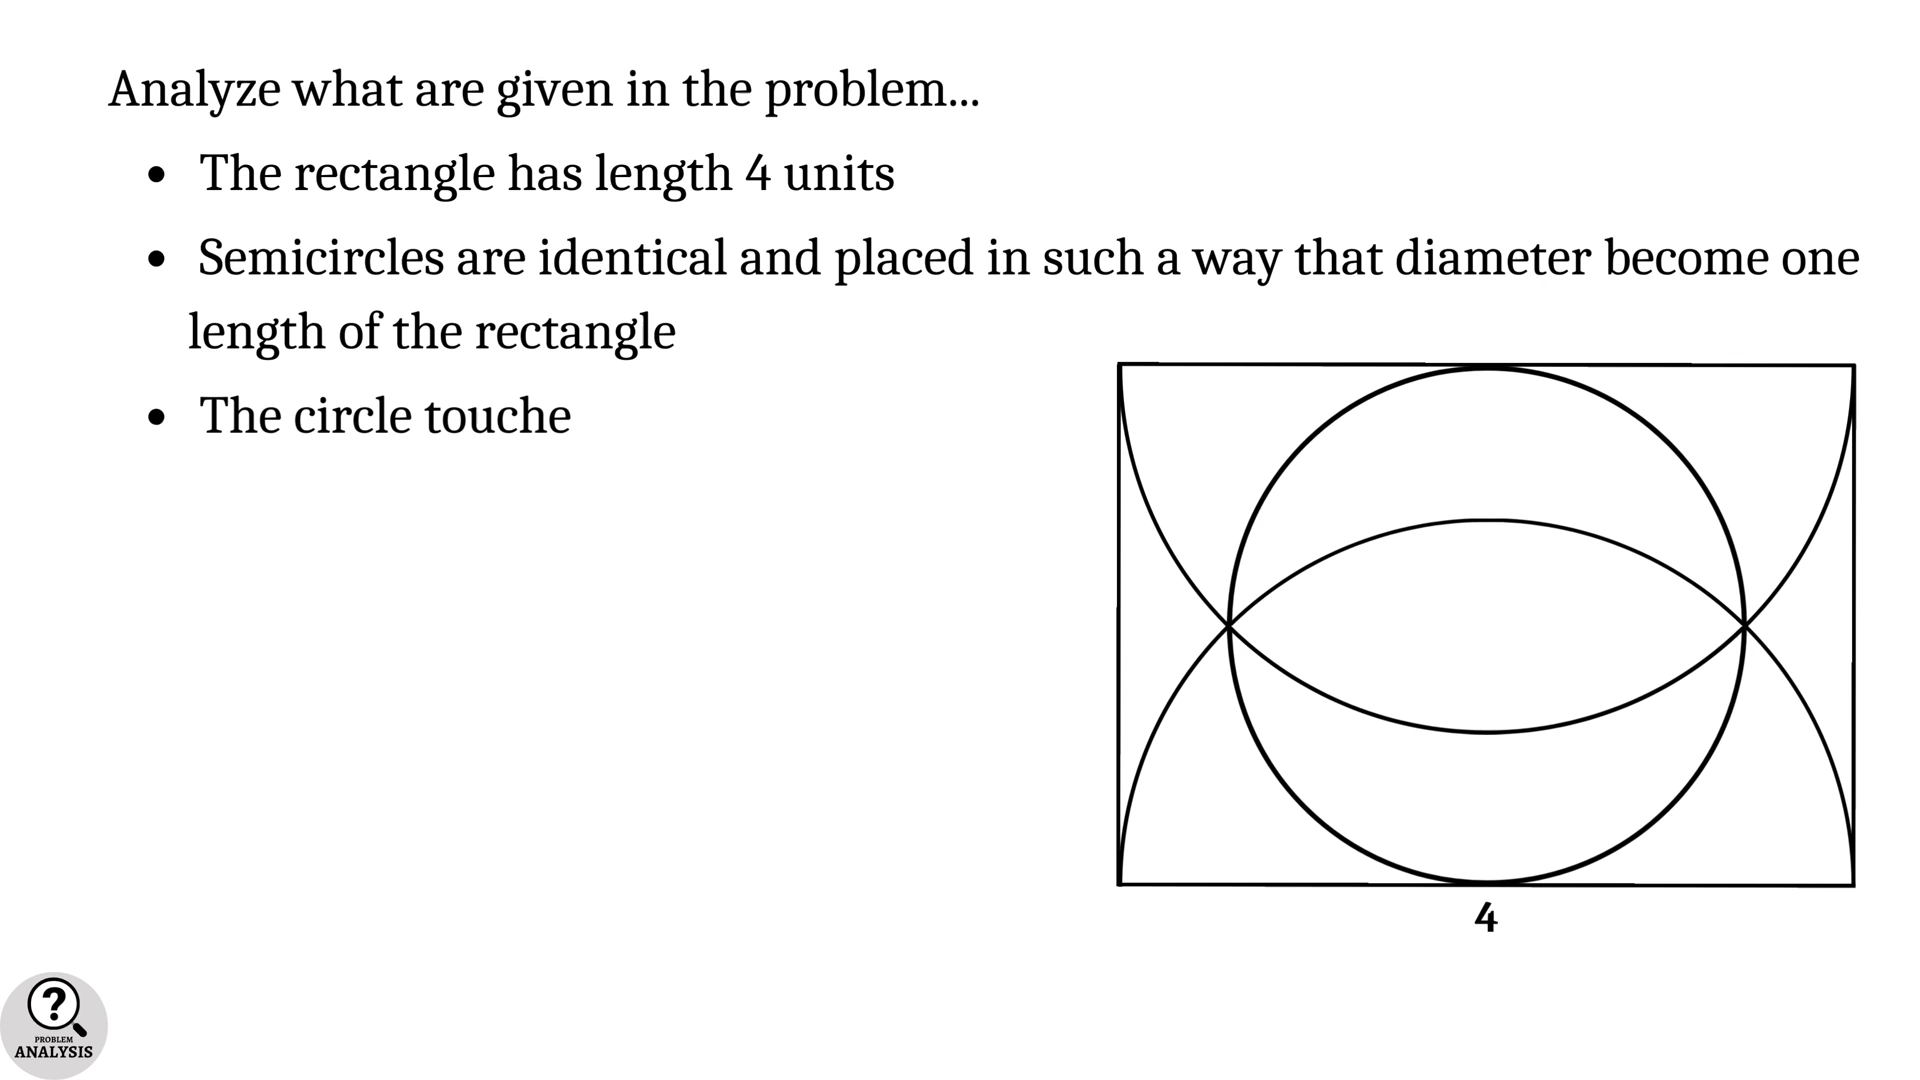 Analyze what are given in the problem...
• The rectangle has length 4 units
• Semicircles are identical and placed in such a way that diameter become one
length of the rectangle
• The circle touche
4
?
PROBLEM
ANALYSIS